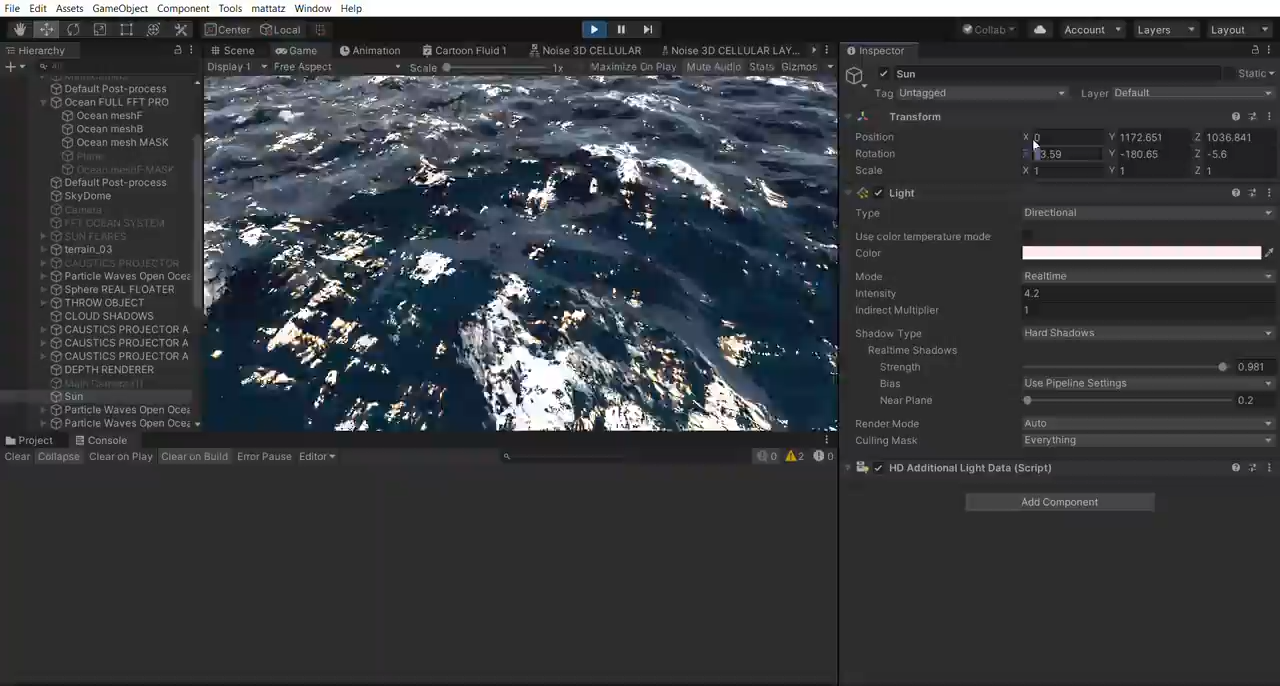 File Edit Assets GameObject Component Tools mattatz Window Help
Center Local Collab Account Layers Layout
Hierarchy Scene Game Animation Cartoon Fluid 1 Noise 3D CELLULAR Noise 3D CELLULAR LAY... Inspector
All Display 1 Free Aspect Scale 1x Maximize On Play Mute Audio Stats Gizmos Sun Static
Default Post-process Tag Untagged Layer Default
Ocean FULL FFT PRO
Ocean meshF Transform
Ocean meshB Position X 0 Y 1172.651 Z 1036.841
Ocean mesh MASK
Plane Rotation 3.59 Y -180.65 Z -5.6
Ocean meshF MASK Scale X 1 Y 1 Z 1
Default Post-process
SkyDome Light
Camera Type Directional
FFT OCEAN SYSTEM
SUN FLARES Use color temperature mode
terrain_03 Color
CAUSTICS PROJECTOR
Particle Waves Open Ocea Mode Realtime
Sphere REAL FLOATER Intensity 4.2
THROW OBJECT Indirect Multiplier 1
CLOUD SHADOWS
CAUSTICS PROJECTOR A Shadow Type Hard Shadows
CAUSTICS PROJECTOR A Realtime Shadows
CAUSTICS PROJECTOR A Strength 0.981
DEPTH RENDERER
Bias Use Pipeline Settings
Sun Near Plane 0.2
Particle Waves Open Ocea
Particle Waves Open Ocea Render Mode Auto
Project Console Culling Mask Everything
Clear Collapse Clear on Play Clear on Build Error Pause Editor 0 2 0
HD Additional Light Data (Script)
Add Component